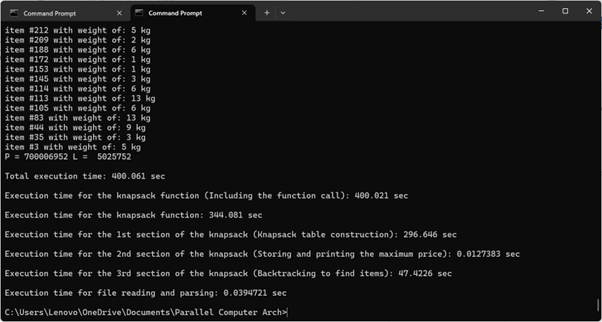 Command Prompt
Command Prompt
item #212 with weight of: 5 kg
item #209 with weight of: 2 kg
item #188 with weight of: 6 kg
item #172 with weight of: 1 kg
item #153 with weight of: 1 kg
item #145 with weight of: 3 kg
item #114 with weight of: 6 kg
item #113 with weight of: 13 kg
item #105 with weight of: 6 kg
item #83 with weight of: 13 kg
item #44 with weight of: 9 kg
item #35 with weight of: 3 kg
item #3 with weight of: 5 kg
P = 700006952 L =  5025752
Total execution time: 400.061 sec
Execution time for the knapsack function (Including the function call): 400.021 sec
Execution time for the knapsack function: 344.081 sec
Execution time for the 1st section of the knapsack (Knapsack table construction): 296.646 sec
Execution time for the 2nd section of the knapsack (Storing and printing the maximum price): 0.0127383 sec
Execution time for the 3rd section of the knapsack (Backtracking to find items): 47.4226 sec
Execution time for file reading and parsing: 0.0394721 sec
C:\Users\Lenovo\OneDrive\Documents\Parallel Computer Arch>